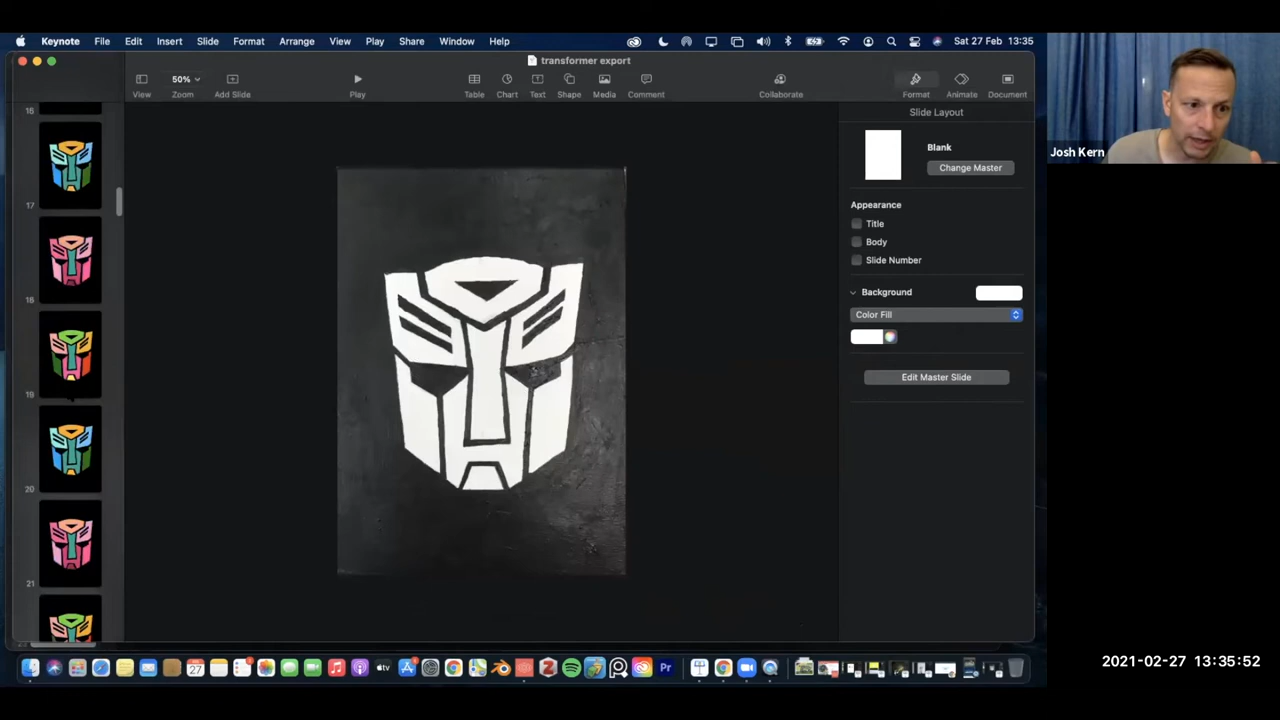 Keynote File Edit Insert Slide Format Arrange View Play Share Window Help
Sat 27 Feb 13:35
transformer export
50%
View Zoom Add Slide Play Table Chart Text Shape Media Comment Collaborate Format Animate Document
Slide Layout
Blank
Change Master
Appearance
Title
Body
Slide Number
Background
Color Fill
Edit Master Slide
17
19
20
21
Josh Kern
2021-02-27 13:35:52